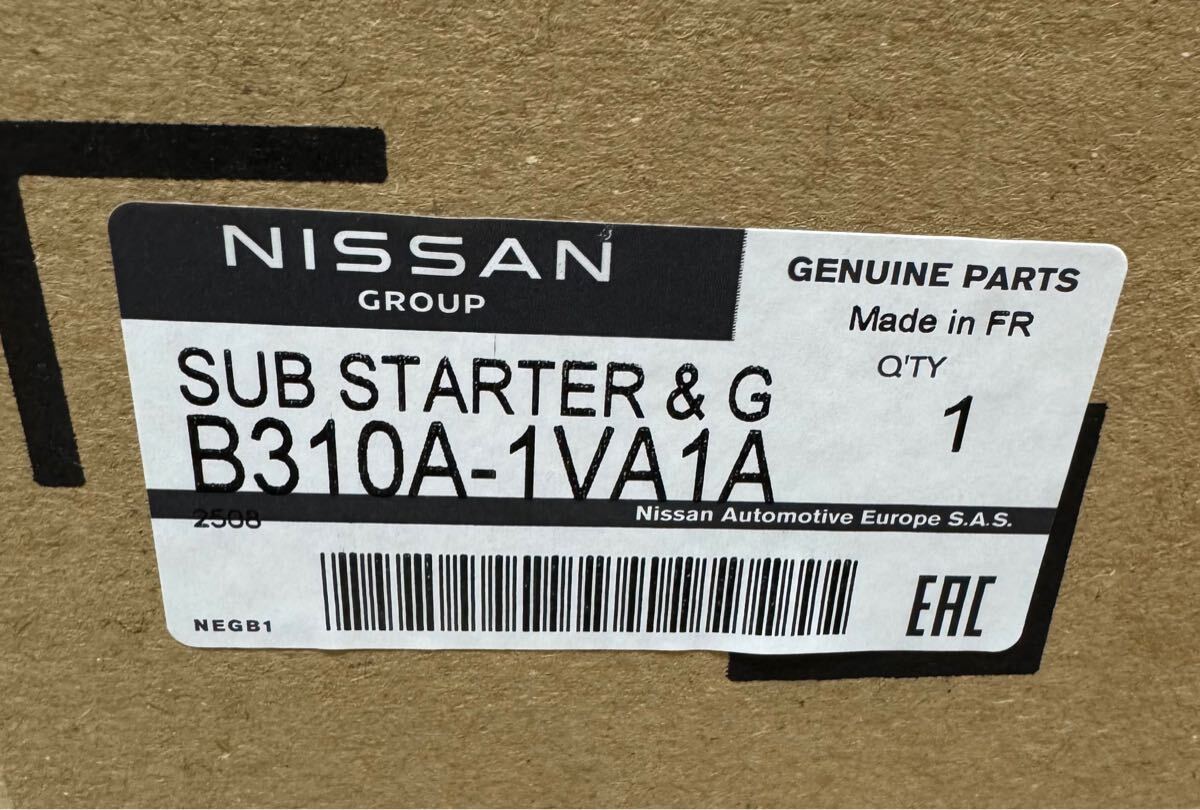 NISSAN
GROUP
GENUINE PARTS
Made in FR
Q'TY
1
SUB STARTER & G
B310A-1VA1A
2508
Nissan Automotive Europe S.A.S.
NEGB1
EAC